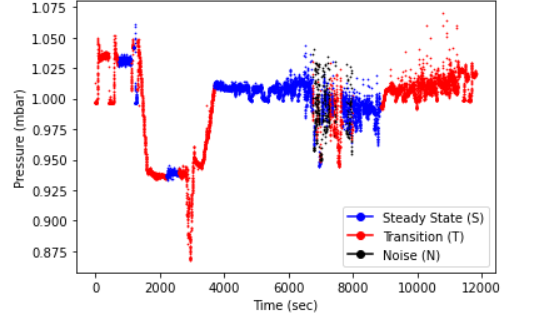 1.075
1.050
1.025
1.000
0.975
0.950
0.925
0.900
0.875
Pressure (mbar)
0 2000 4000 6000 8000 10000 12000
Time (sec)
Steady State (S)
Transition (T)
Noise (N)